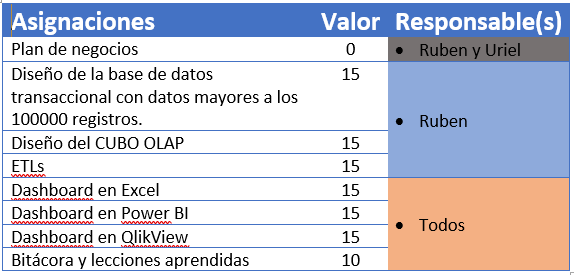 Asignaciones Valor Responsable(s)
Plan de negocios 0 • Ruben y Uriel
Diseño de la base de datos 15
transaccional con datos mayores a los
100000 registros.
• Ruben
Diseño del CUBO OLAP 15
ETLs 15
Dashboard en Excel 15
Dashboard en Power BI 15
• Todos
Dashboard en QlikView 15
Bitácora y lecciones aprendidas 10